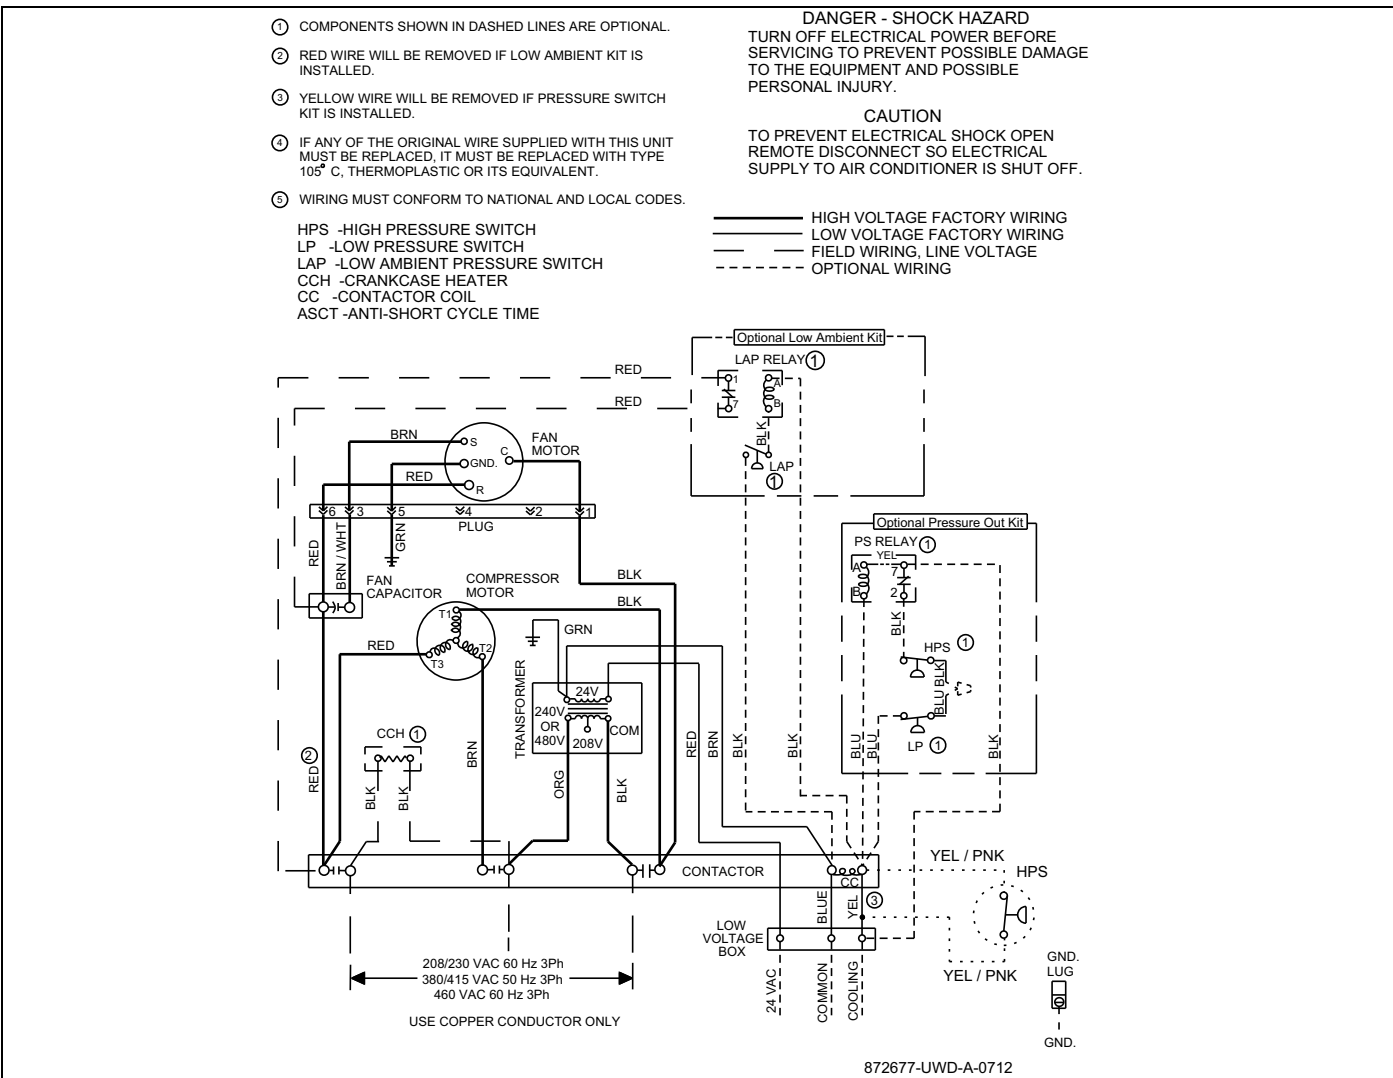 ① COMPONENTS SHOWN IN DASHED LINES ARE OPTIONAL.
② RED WIRE WILL BE REMOVED IF LOW AMBIENT KIT IS
INSTALLED.
③ YELLOW WIRE WILL BE REMOVED IF PRESSURE SWITCH
KIT IS INSTALLED.
④ IF ANY OF THE ORIGINAL WIRE SUPPLIED WITH THIS UNIT
MUST BE REPLACED, IT MUST BE REPLACED WITH TYPE
105° C, THERMOPLASTIC OR ITS EQUIVALENT.
⑤ WIRING MUST CONFORM TO NATIONAL AND LOCAL CODES.
HPS -HIGH PRESSURE SWITCH
LP -LOW PRESSURE SWITCH
LAP -LOW AMBIENT PRESSURE SWITCH
CCH -CRANKCASE HEATER
CC -CONTACTOR COIL
ASCT -ANTI-SHORT CYCLE TIME
DANGER - SHOCK HAZARD
TURN OFF ELECTRICAL POWER BEFORE
SERVICING TO PREVENT POSSIBLE DAMAGE
TO THE EQUIPMENT AND POSSIBLE
PERSONAL INJURY.
CAUTION
TO PREVENT ELECTRICAL SHOCK OPEN
REMOTE DISCONNECT SO ELECTRICAL
SUPPLY TO AIR CONDITIONER IS SHUT OFF.
HIGH VOLTAGE FACTORY WIRING
LOW VOLTAGE FACTORY WIRING
FIELD WIRING, LINE VOLTAGE
OPTIONAL WIRING
Optional Low Ambient Kit
LAP RELAY ①
1
7
A
B
BLK
LAP
①
RED
RED
BRN
RED
S
GND.
R
C
FAN
MOTOR
6 3 5 4 2 1
PLUG
RED
BRN / WHT
GRN
FAN
CAPACITOR
COMPRESSOR
MOTOR
T1
T2
T3
RED
BLK
BLK
GRN
TRANSFORMER
24V
240V
OR
480V
208V
COM
CCH ①
BLK
BLK
② RED
BRN
ORG
BLK
RED
BRN
BLK
BLK
Optional Pressure Out Kit
PS RELAY ①
YEL
A
B
7
2
BLK
HPS ①
BLU BLK
LP ①
BLU
BLU
BLK
CONTACTOR
CC
BLUE
YEL
③
YEL / PNK
HPS
YEL / PNK
LOW
VOLTAGE
BOX
24 VAC
COMMON
COOLING
208/230 VAC 60 Hz 3Ph
380/415 VAC 50 Hz 3Ph
460 VAC 60 Hz 3Ph
USE COPPER CONDUCTOR ONLY
GND.
LUG
GND.
872677-UWD-A-0712